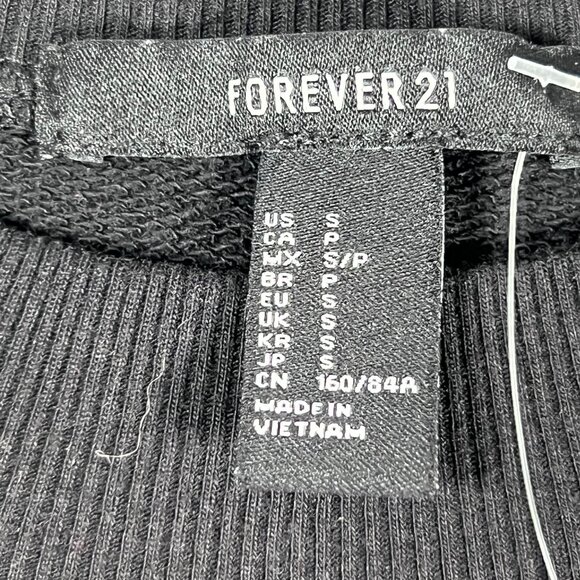 FOREVER 21
US S
CA P
MX S/P
BR P
EU S
UK S
KR S
JP S
CN 160/84A
MADE IN
VIETNAM